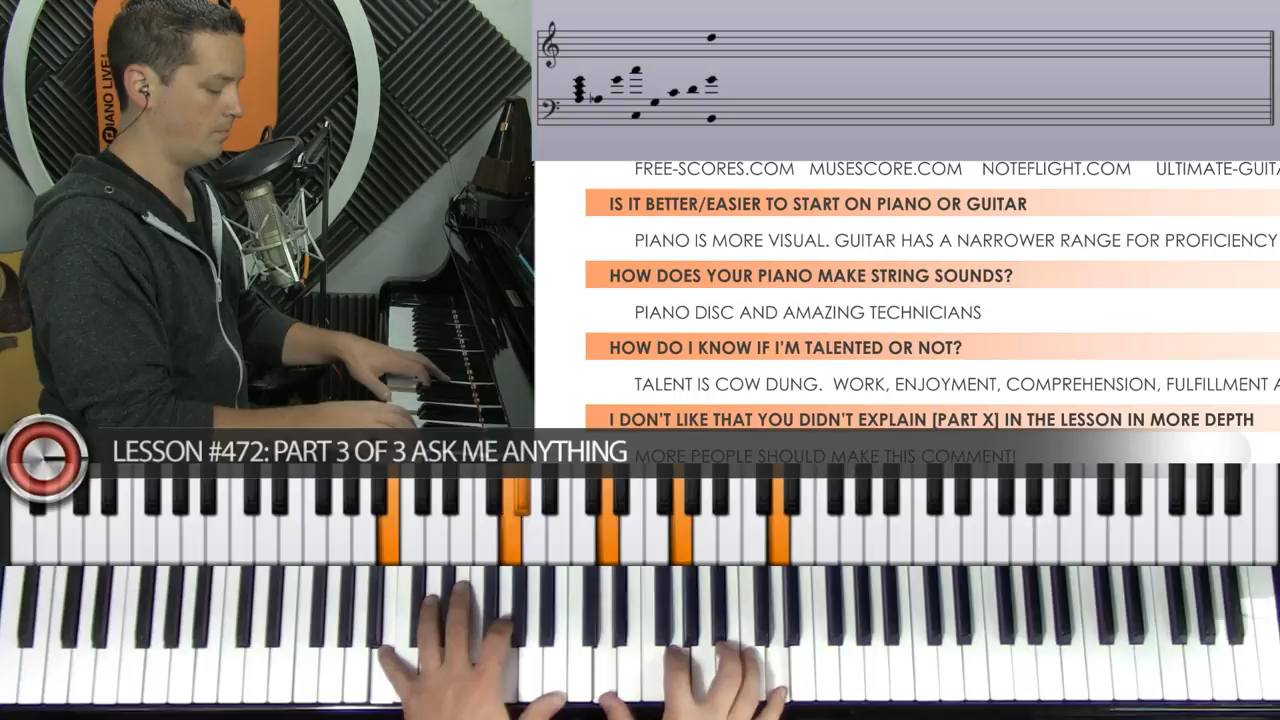 PIANO LIVE!
FREE-SCORES.COM MUSESCORE.COM NOTEFLIGHT.COM ULTIMATE-GUITA
IS IT BETTER/EASIER TO START ON PIANO OR GUITAR
PIANO IS MORE VISUAL. GUITAR HAS A NARROWER RANGE FOR PROFICIENCY
HOW DOES YOUR PIANO MAKE STRING SOUNDS?
PIANO DISC AND AMAZING TECHNICIANS
HOW DO I KNOW IF I'M TALENTED OR NOT?
TALENT IS COW DUNG. WORK, ENJOYMENT, COMPREHENSION, FULFILLMENT A
I DON'T LIKE THAT YOU DIDN'T EXPLAIN [PART X] IN THE LESSON IN MORE DEPTH
LESSON #472: PART 3 OF 3 ASK ME ANYTHING
MORE PEOPLE SHOULD MAKE THIS COMMENT!